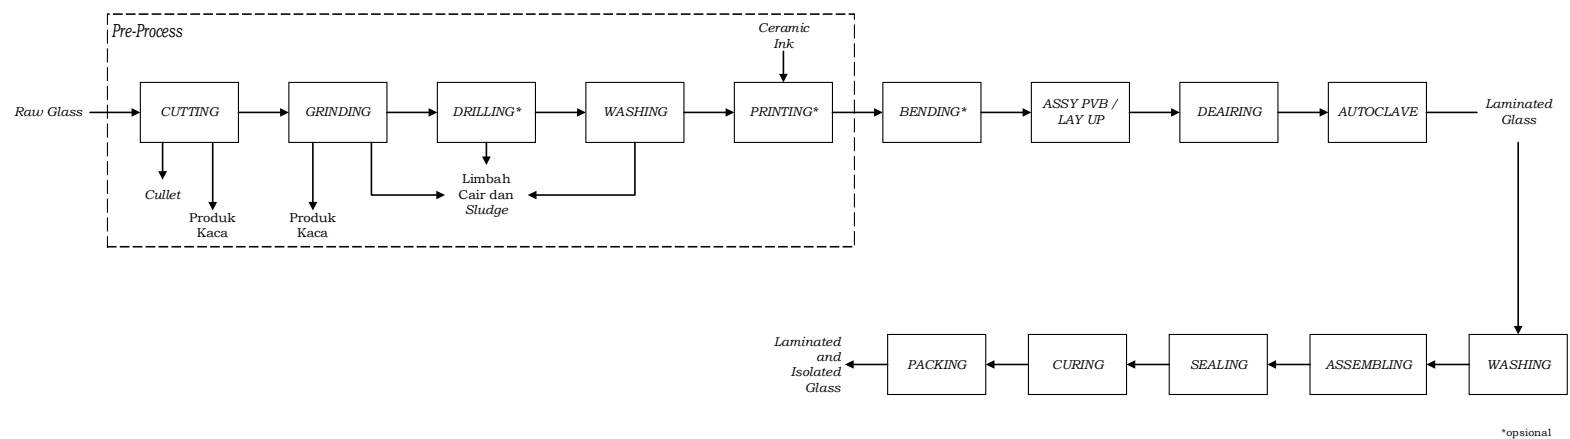 Pre-Process
Ceramic
Ink
Raw Glass
CUTTING
GRINDING
DRILLING*
WASHING
PRINTING*
BENDING*
ASSY PVB /
LAY UP
DEAIRING
AUTOCLAVE
Laminated
Glass
Cullet
Produk
Kaca
Produk
Kaca
Limbah
Cair dan
Sludge
Laminated
and
Isolated
Glass
PACKING
CURING
SEALING
ASSEMBLING
WASHING
*opsional